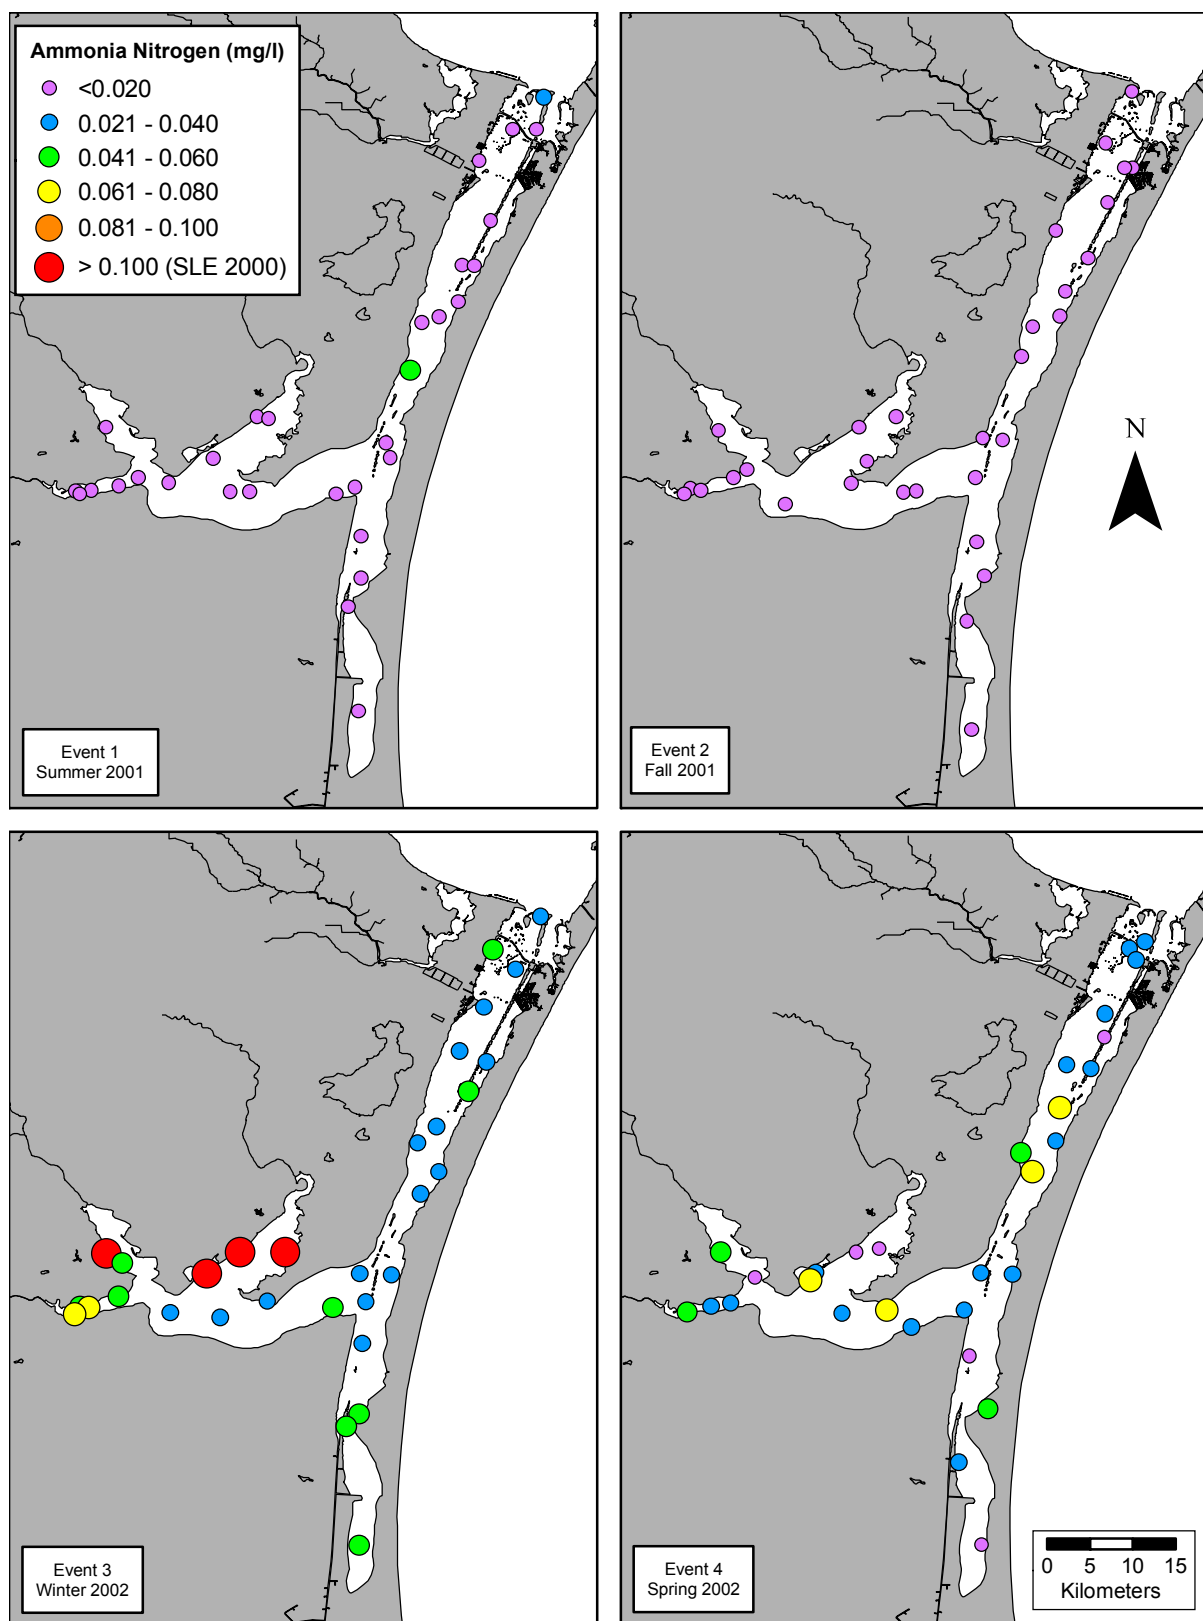 Ammonia Nitrogen (mg/l)
<0.020
0.021 - 0.040
0.041 - 0.060
0.061 - 0.080
0.081 - 0.100
> 0.100 (SLE 2000)
Event 1
Summer 2001
N
Event 2
Fall 2001
Event 3
Winter 2002
Event 4
Spring 2002
0 5 10 15
Kilometers